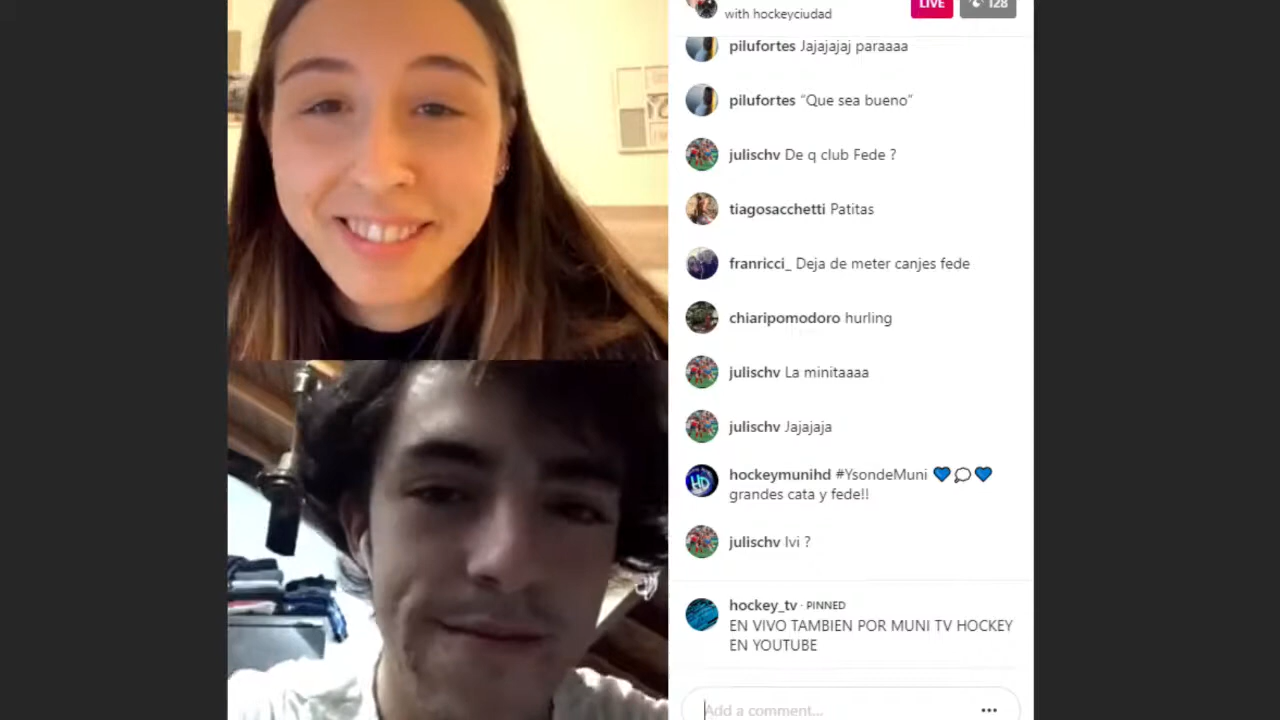 with hockeyciudad
LIVE
128
pilufortes Jajajajaj paraaaa
pilufortes “Que sea bueno”
julischv De q club Fede ?
tiagosacchetti Patitas
franricci_ Deja de meter canjes fede
chiaripomodoro hurling
julischv La minitaaaa
julischv Jajajaja
hockeymunihd #YsondeMuni 💙💭💙
grandes cata y fede!!
julischv Ivi ?
hockey_tv · PINNED
EN VIVO TAMBIEN POR MUNI TV HOCKEY
EN YOUTUBE
Add a comment...